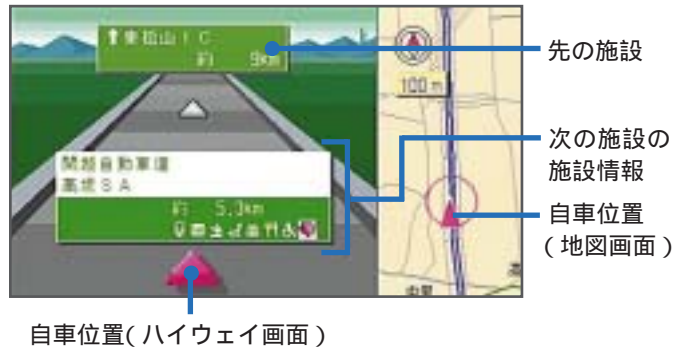 東松山IC
約 9km
100m
先の施設
次の施設の
施設情報
関越自動車道
高坂SA
約 5.3km
自車位置
(地図画面)
中里
自車位置(ハイウェイ画面)